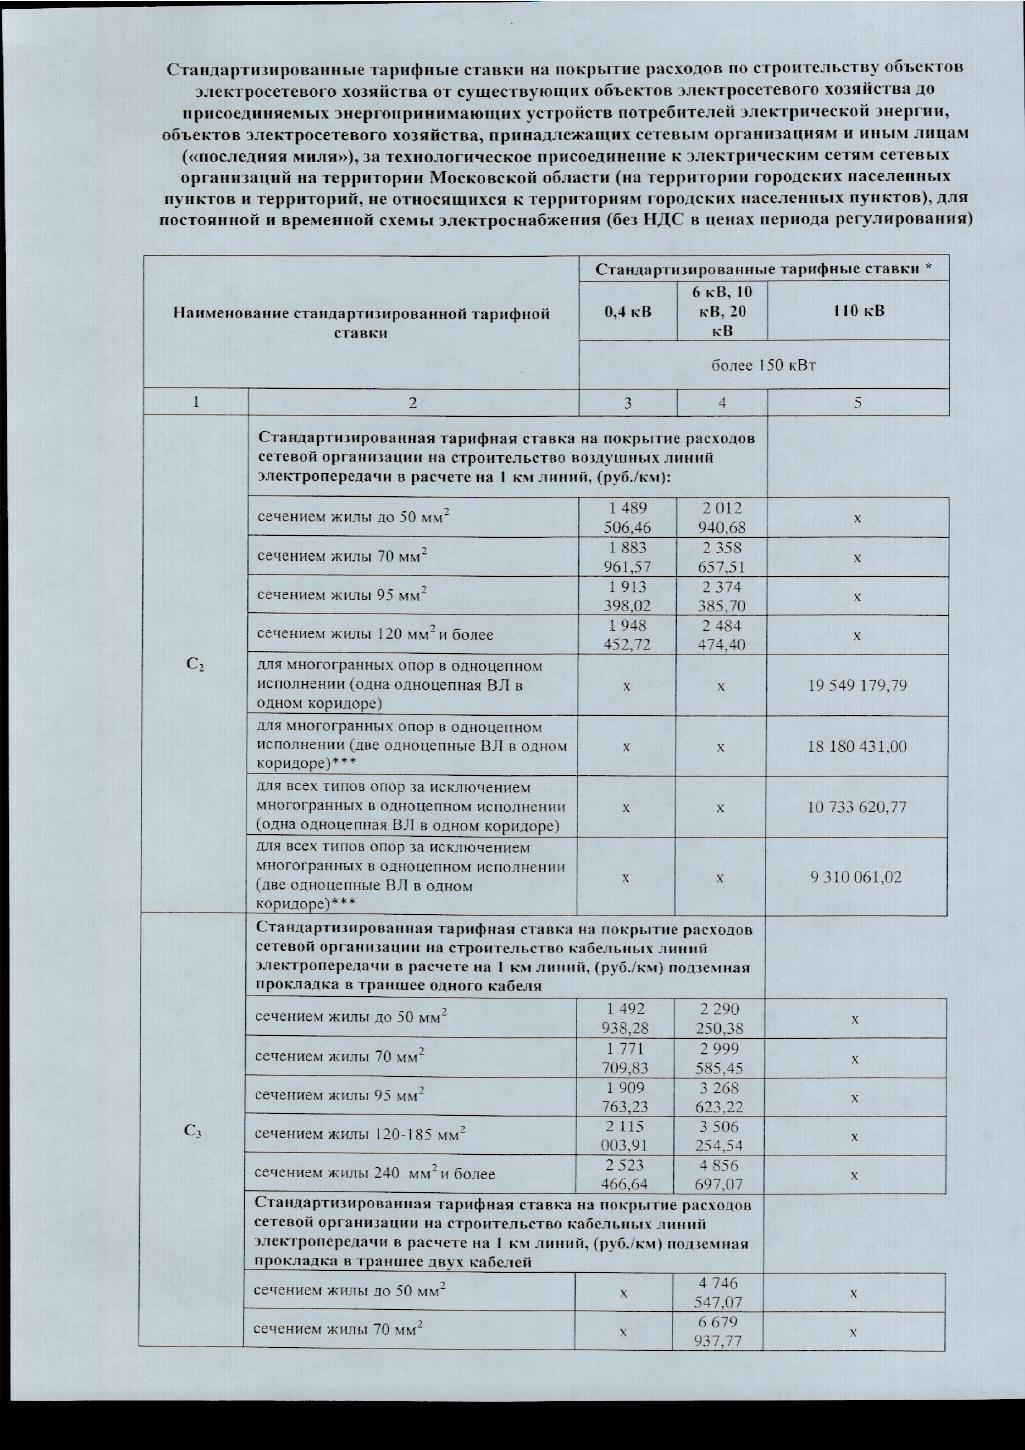 Стандартизированные тарифные ставки на покрытие расходов по строительству объектов
электросетевого хозяйства от существующих объектов электросетевого хозяйства до
присоединяемых энергопринимающих устройств потребителей электрической энергии,
объектов электросетевого хозяйства, принадлежащих сетевым организациям и иным лицам
(«последняя миля»), за технологическое присоединение к электрическим сетям сетевых
организаций на территории Московской области (на территории городских населенных
пунктов и территорий, не относящихся к территориям городских населенных пунктов), для
постоянной и временной схемы электроснабжения (без НДС в ценах периода регулирования)
Наименование стандартизированной тарифной
ставки
Стандартизированные тарифные ставки *
0,4 кВ
6 кВ, 10
кВ, 20
кВ
110 кВ
более 150 кВт
1
2
3
4
5
C₂
Стандартизированная тарифная ставка на покрытие расходов
сетевой организации на строительство воздушных линий
электропередачи в расчете на 1 км линий, (руб./км):
сечением жилы до 50 мм²
1 489
506,46
2 012
940,68
x
сечением жилы 70 мм²
1 883
961,57
2 358
657,51
x
сечением жилы 95 мм²
1 913
398,02
2 374
385,70
x
сечением жилы 120 мм² и более
1 948
452,72
2 484
474,40
x
для многогранных опор в одноцепном
исполнении (одна одноцепная ВЛ в
одном коридоре)
x
x
19 549 179,79
для многогранных опор в одноцепном
исполнении (две одноцепные ВЛ в одном
коридоре)***
x
x
18 180 431,00
для всех типов опор за исключением
многогранных в одноцепном исполнении
(одна одноцепная ВЛ в одном коридоре)
x
x
10 733 620,77
для всех типов опор за исключением
многогранных в одноцепном исполнении
(две одноцепные ВЛ в одном
коридоре)***
x
x
9 310 061,02
C₃
Стандартизированная тарифная ставка на покрытие расходов
сетевой организации на строительство кабельных линий
электропередачи в расчете на 1 км линий, (руб./км) подземная
прокладка в траншее одного кабеля
сечением жилы до 50 мм²
1 492
938,28
2 290
250,38
x
сечением жилы 70 мм²
1 771
709,83
2 999
585,45
x
сечением жилы 95 мм²
1 909
763,23
3 268
623,22
x
сечением жилы 120-185 мм²
2 115
003,91
3 506
254,54
x
сечением жилы 240 мм² и более
2 523
466,64
4 856
697,07
x
Стандартизированная тарифная ставка на покрытие расходов
сетевой организации на строительство кабельных линий
электропередачи в расчете на 1 км линий, (руб./км) подземная
прокладка в траншее двух кабелей
сечением жилы до 50 мм²
x
4 746
547,07
x
сечением жилы 70 мм²
x
6 679
937,77
x